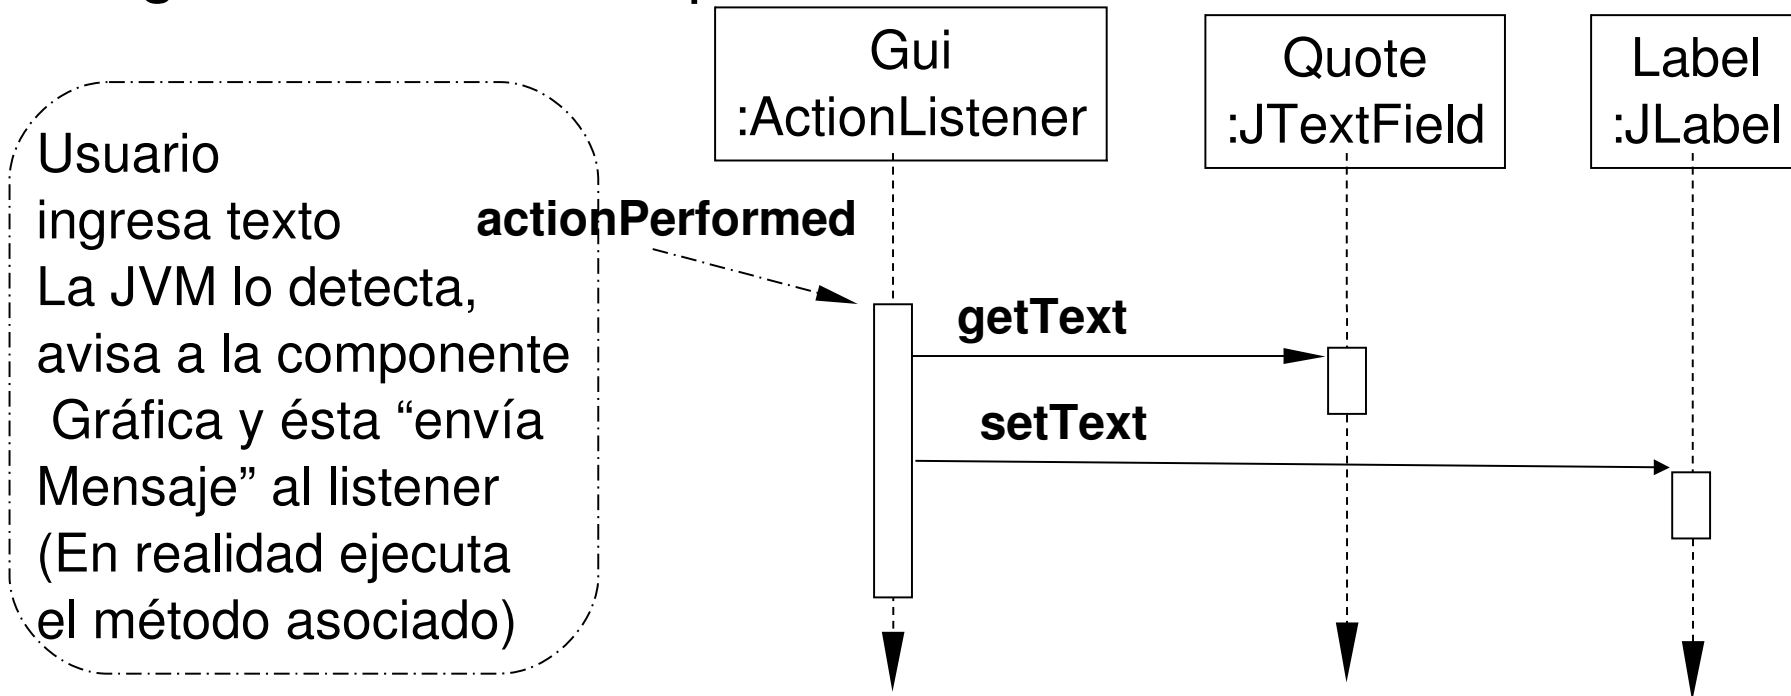 Gui
:ActionListener
Quote
:JTextField
Label
:JLabel
Usuario
ingresa texto
La JVM lo detecta,
avisa a la componente
Gráfica y ésta “envía
Mensaje” al listener
(En realidad ejecuta
el método asociado)
actionPerformed
getText
setText